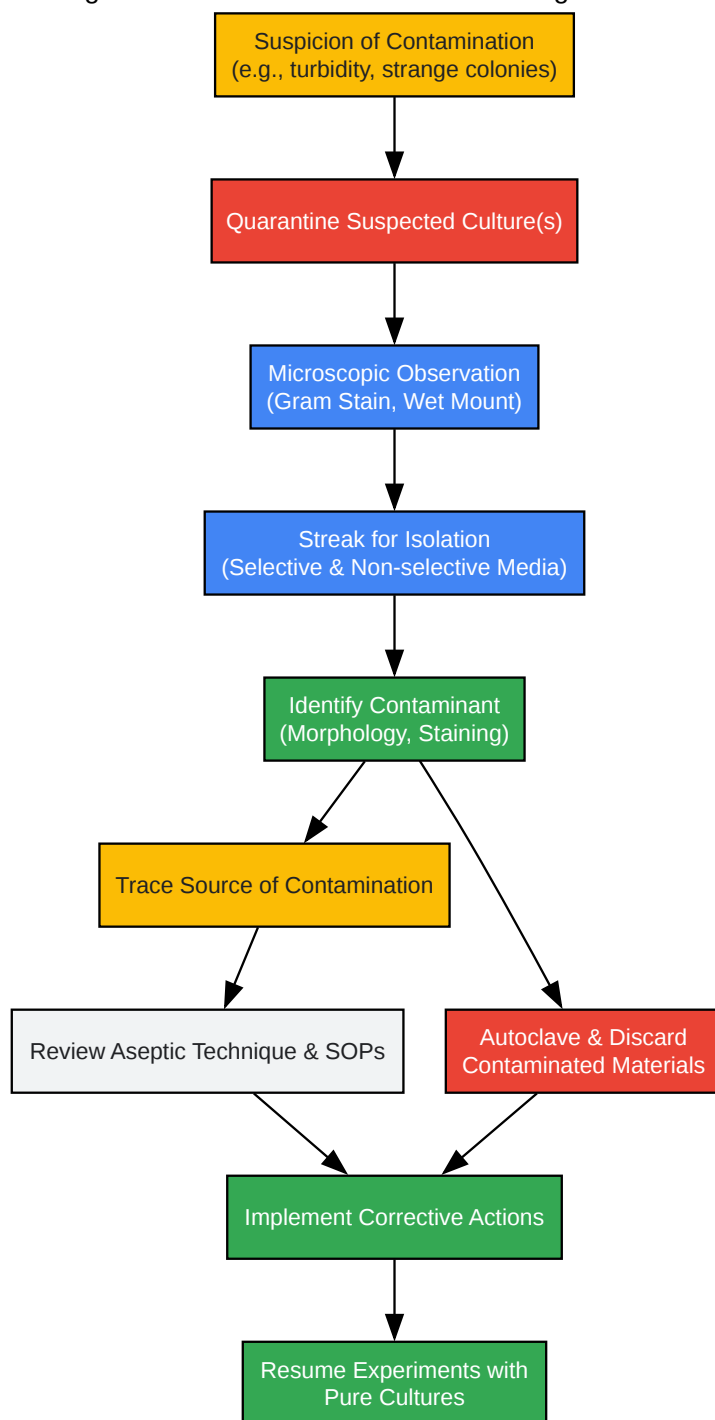 Suspicion of Contamination
(e.g., turbidity, strange colonies)
Quarantine Suspected Culture(s)
Microscopic Observation
(Gram Stain, Wet Mount)
Streak for Isolation
(Selective & Non-selective Media)
Identify Contaminant
(Morphology, Staining)
Trace Source of Contamination
Review Aseptic Technique & SOPs
Autoclave & Discard
Contaminated Materials
Implement Corrective Actions
Resume Experiments with
Pure Cultures